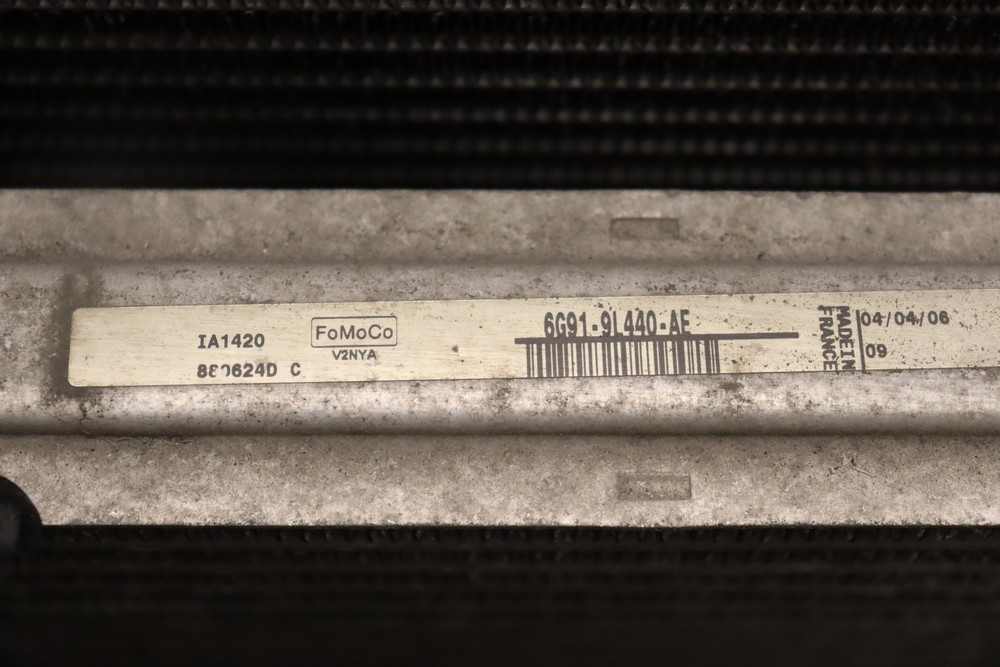 IA1420
FoMoCo
V2NYA
C
6G91-9L440-AE
MADE IN
FRANCE
04/04/06
09